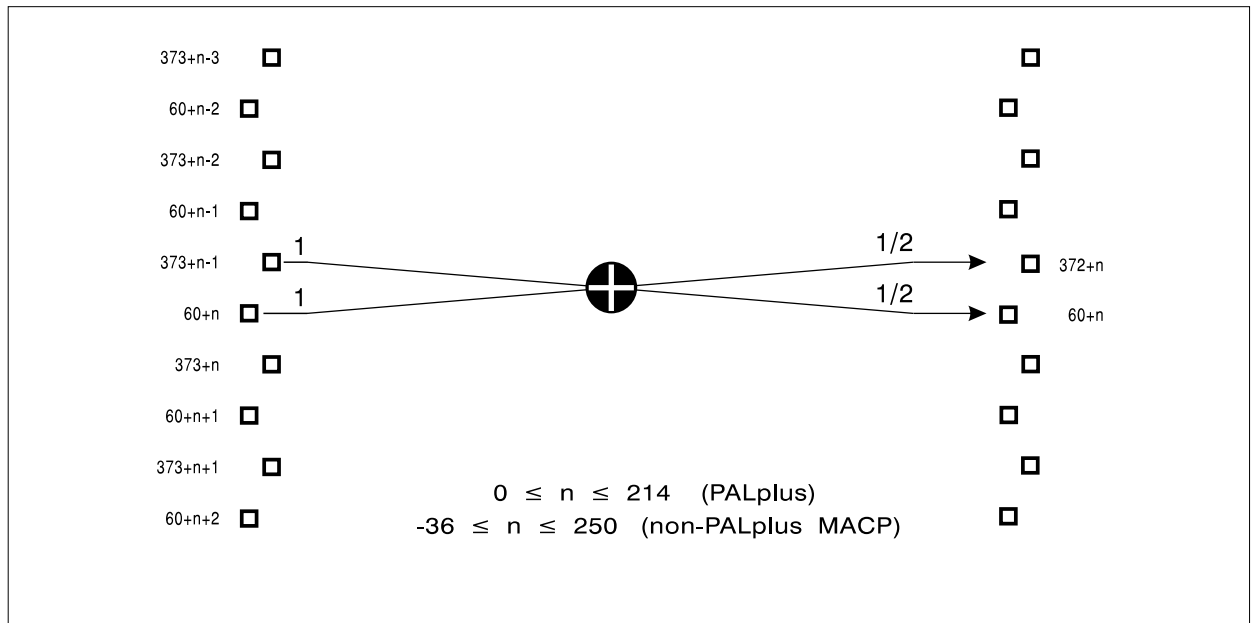 373+n-3
60+n-2
373+n-2
60+n-1
373+n-1 1 1/2 372+n
60+n 1 1/2 60+n
373+n
60+n+1
373+n+1
60+n+2
0 ≤ n ≤ 214 (PALplus)
-36 ≤ n ≤ 250 (non-PALplus MACP)